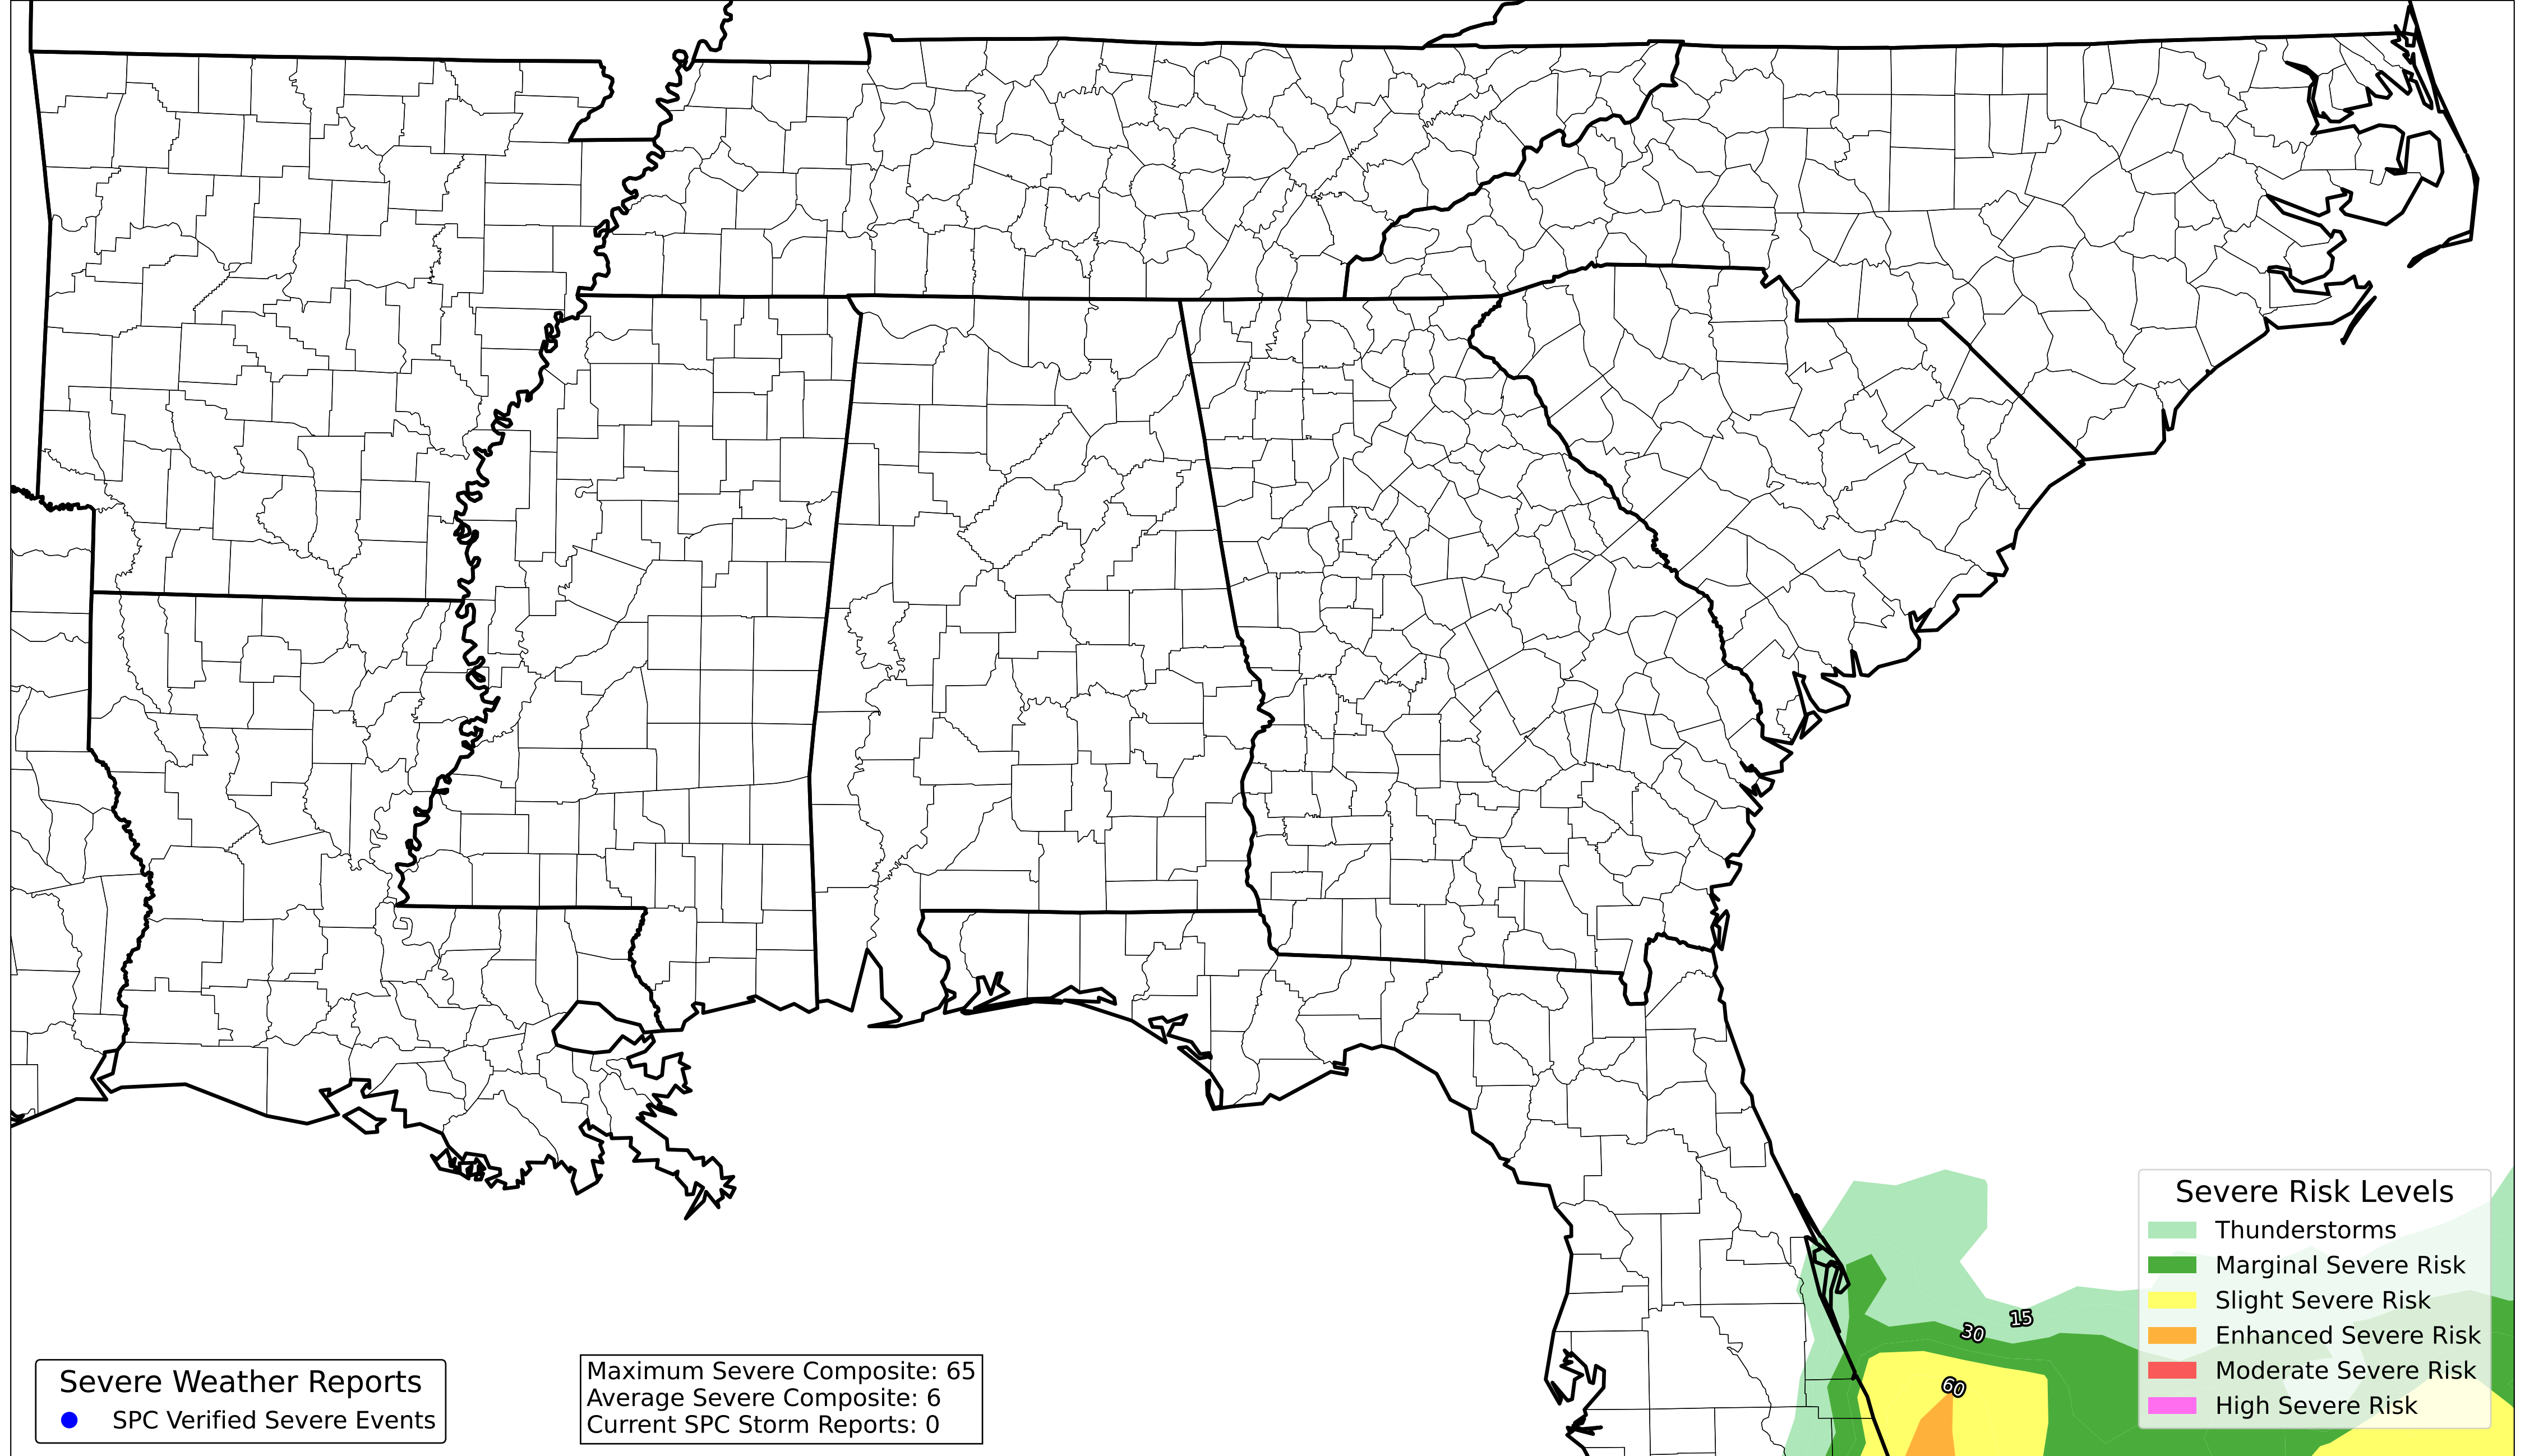 Severe Risk Levels
Thunderstorms
Marginal Severe Risk
Slight Severe Risk
Enhanced Severe Risk
Moderate Severe Risk
High Severe Risk
15
30
60
Severe Weather Reports
SPC Verified Severe Events
Maximum Severe Composite: 65
Average Severe Composite: 6
Current SPC Storm Reports: 0